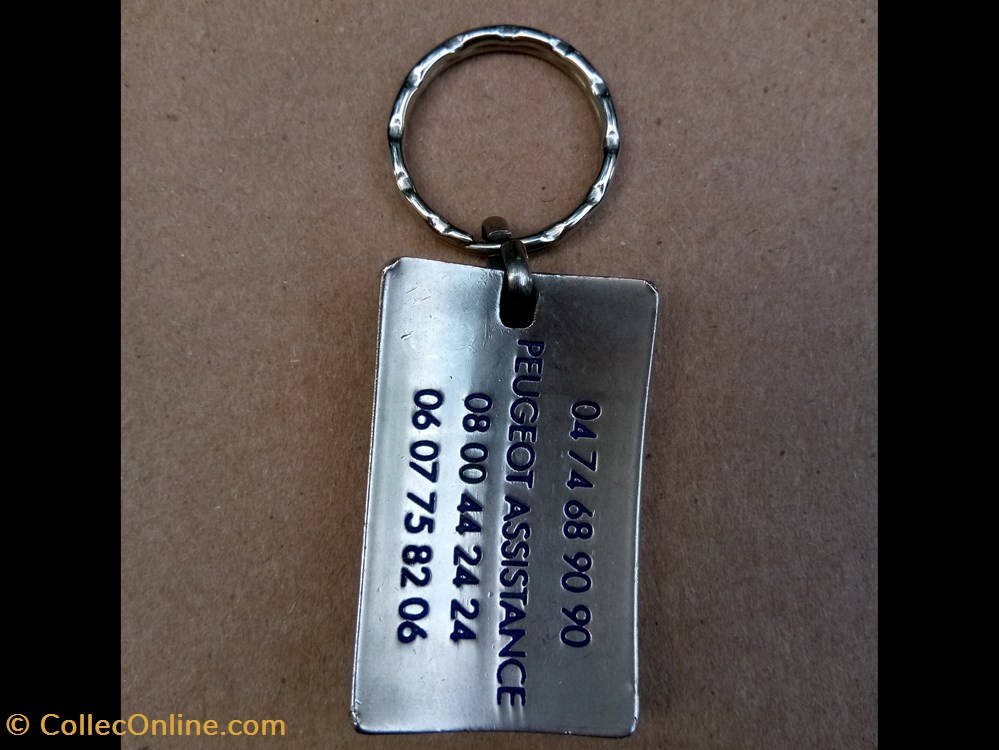 04 74 68 90 90
PEUGEOT ASSISTANCE
08 00 44 24 24
06 07 75 82 06
© CollecOnline.com